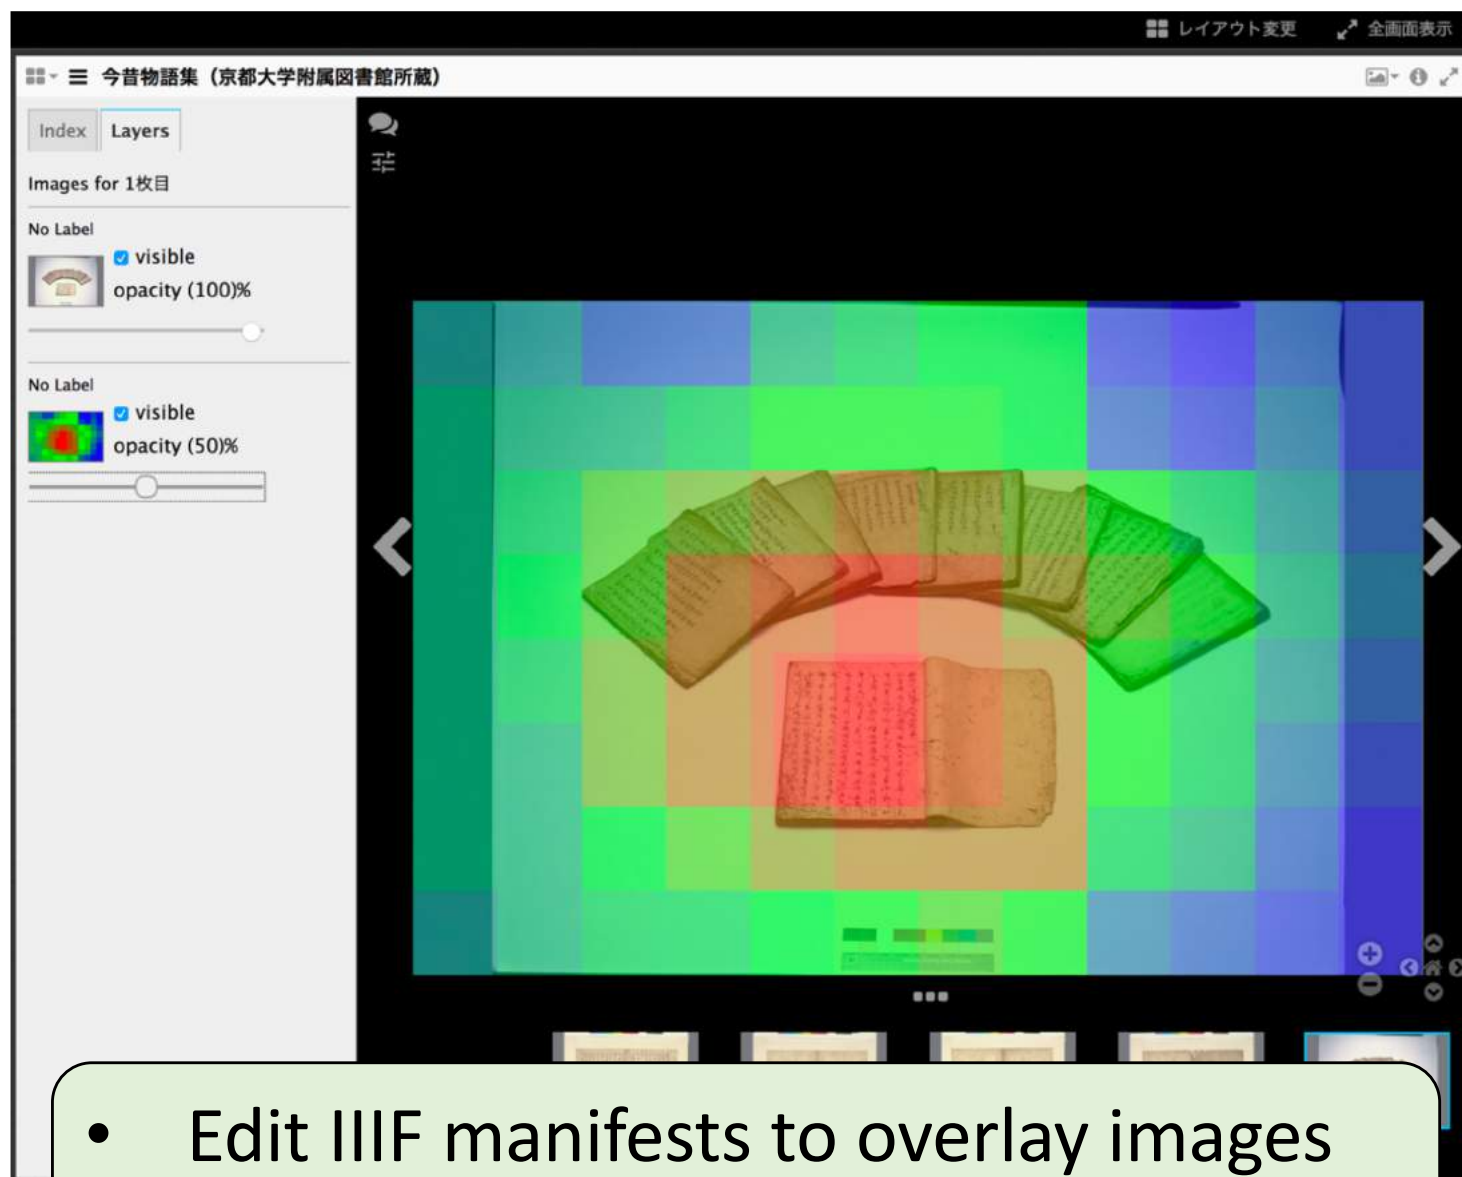 レイアウト変更 全画面表示
今昔物語集（京都大学附属図書館所蔵）
Index Layers
Images for 1枚目
No Label
visible
opacity (100)%
No Label
visible
opacity (50)%
• Edit IIIF manifests to overlay images